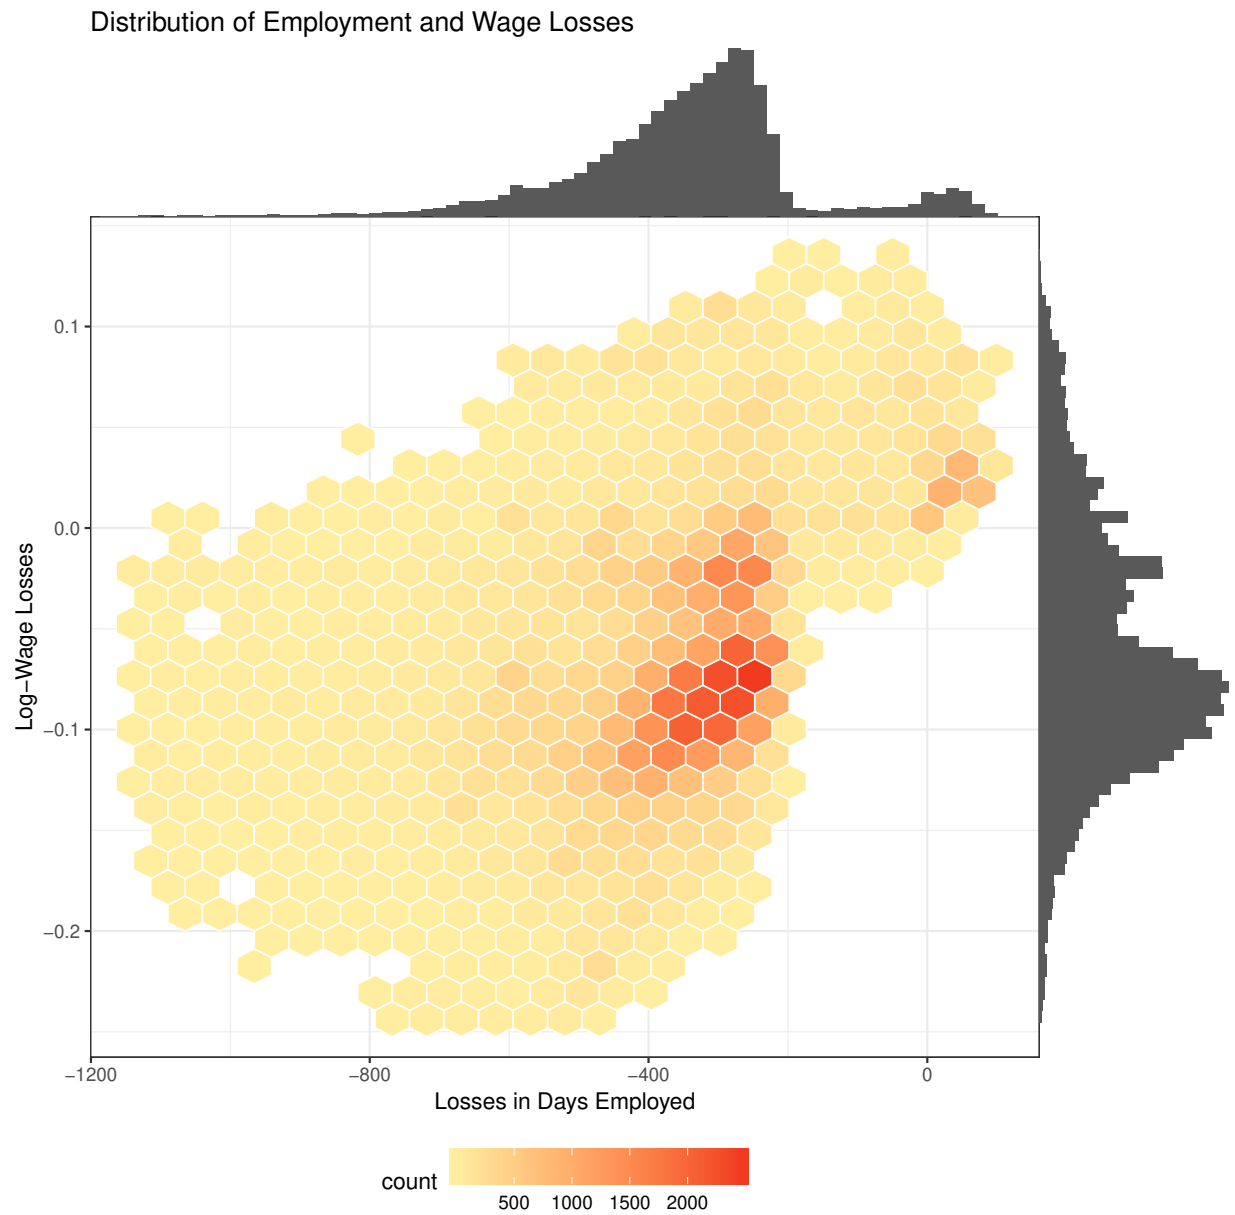 Distribution of Employment and Wage Losses
0.1
0.0
−0.1
−0.2
Log−Wage Losses
−1200 −800 −400 0
Losses in Days Employed
count
500 1000 1500 2000